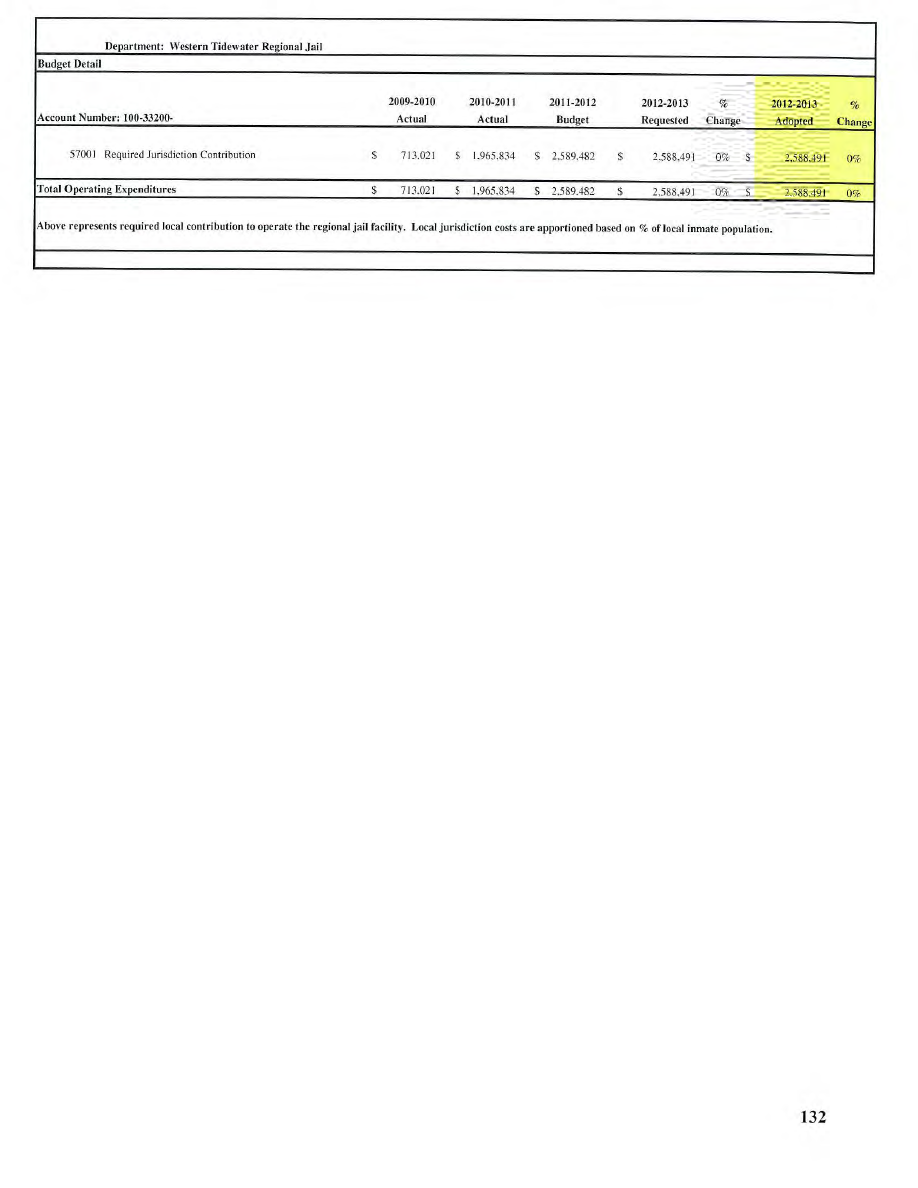 Department: Western Tidewater Regional Jail
Budget Detail
2009-2010 2010-2011 2011-2012 2012-2013 % 2012-2013 %
Account Number: 100-33200- Actual Actual Budget Requested Change Adopted Change
57001 Required Jurisdiction Contribution $ 713,021 $ 1,965,834 $ 2,589,482 $ 2,588,491 0% $ 2,588,491 0%
Total Operating Expenditures $ 713,021 $ 1,965,834 $ 2,589,482 $ 2,588,491 0% $ 2,588,491 0%
Above represents required local contribution to operate the regional jail facility. Local jurisdiction costs are apportioned based on % of local inmate population.
132